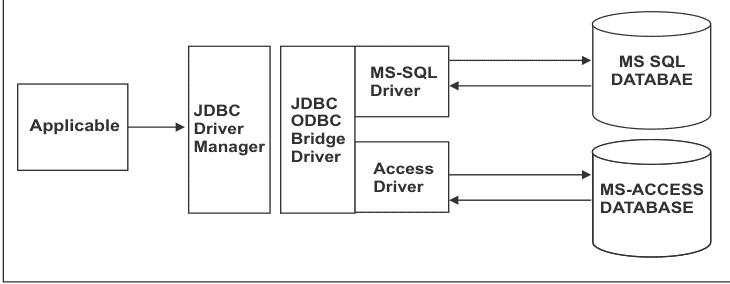 Applicable
JDBC
Driver
Manager
JDBC
ODBC
Bridge
Driver
MS-SQL
Driver
Access
Driver
MS SQL
DATABAE
MS-ACCESS
DATABASE